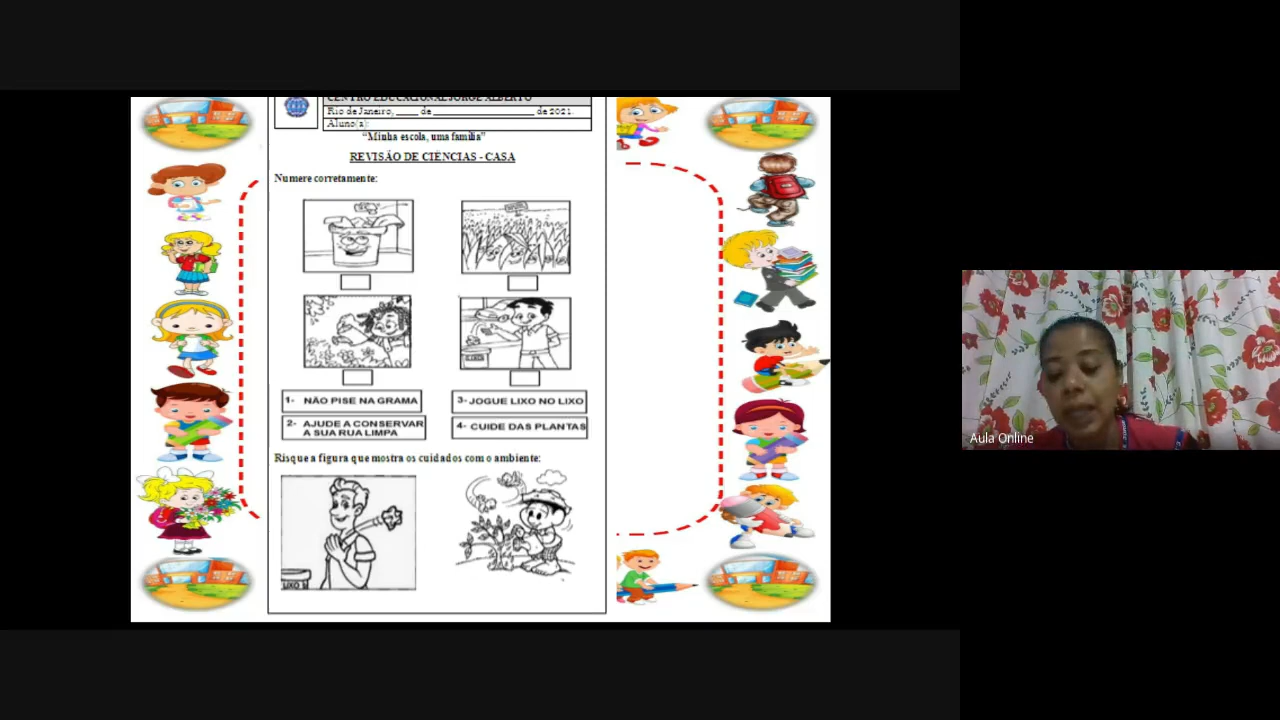 CENTRO EDUCACIONAL JORGE ALBERTO
Rio de Janeiro, ____ de ____________________ de 2021
Aluno(a):
"Minha escola, uma família"
REVISÃO DE CIÊNCIAS - CASA
Numere corretamente:
1- NÃO PISE NA GRAMA
3- JOGUE LIXO NO LIXO
2- AJUDE A CONSERVAR
A SUA RUA LIMPA
4- CUIDE DAS PLANTAS
Risque a figura que mostra os cuidados com o ambiente:
LIXO
Aula Online